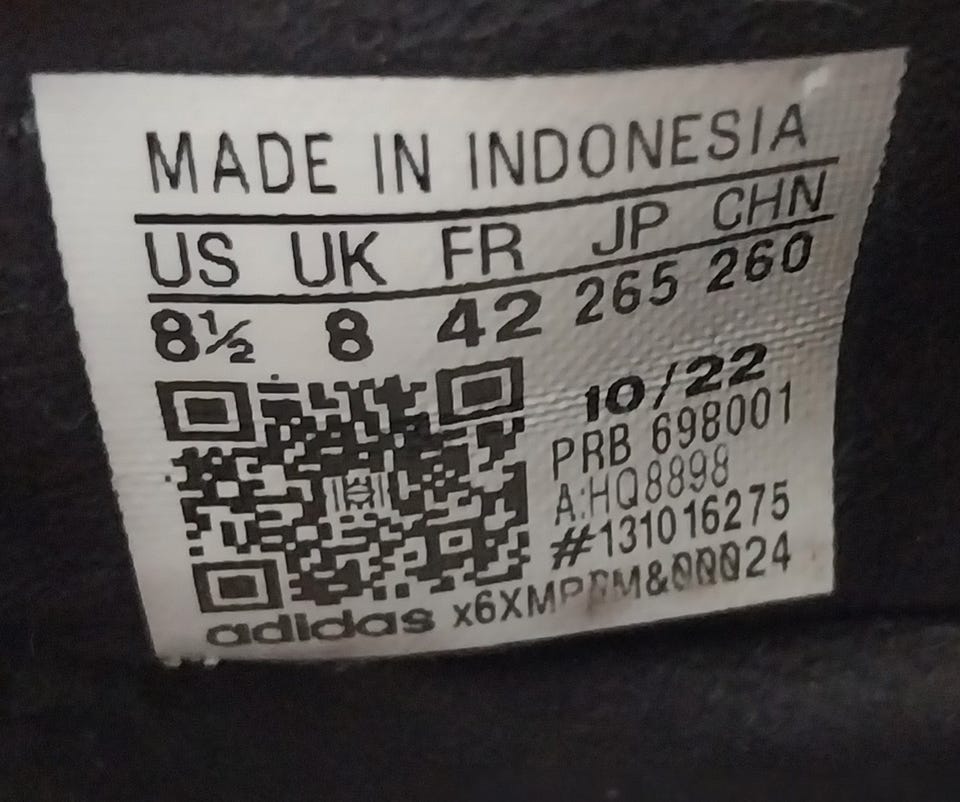 MADE IN INDONESIA
US UK FR JP CHN
8½ 8 42 265 260
10/22
PRB 698001
A:HQ8898
#131016275
adidas